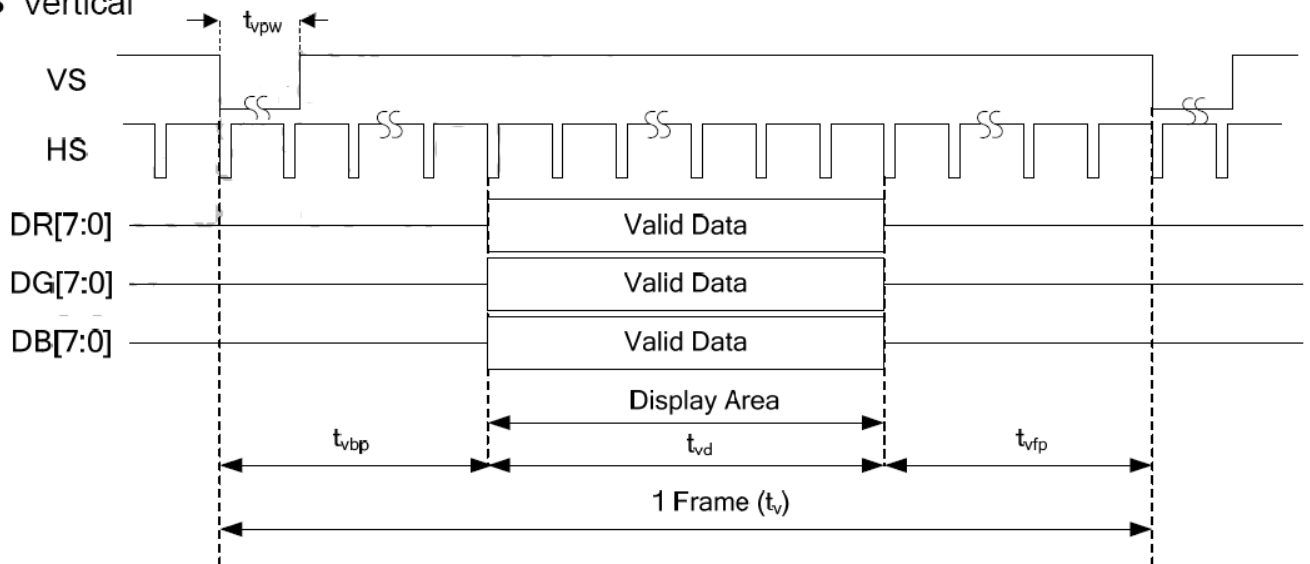 Vertical
tvpw
VS
HS
DR[7:0] Valid Data
DG[7:0] Valid Data
DB[7:0] Valid Data
Display Area
tvbp tvd tvfp
1 Frame (tv)